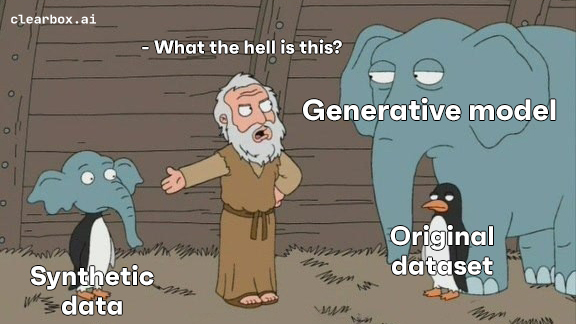 clearbox.ai
- What the hell is this?
Generative model
Original
dataset
Synthetic
data